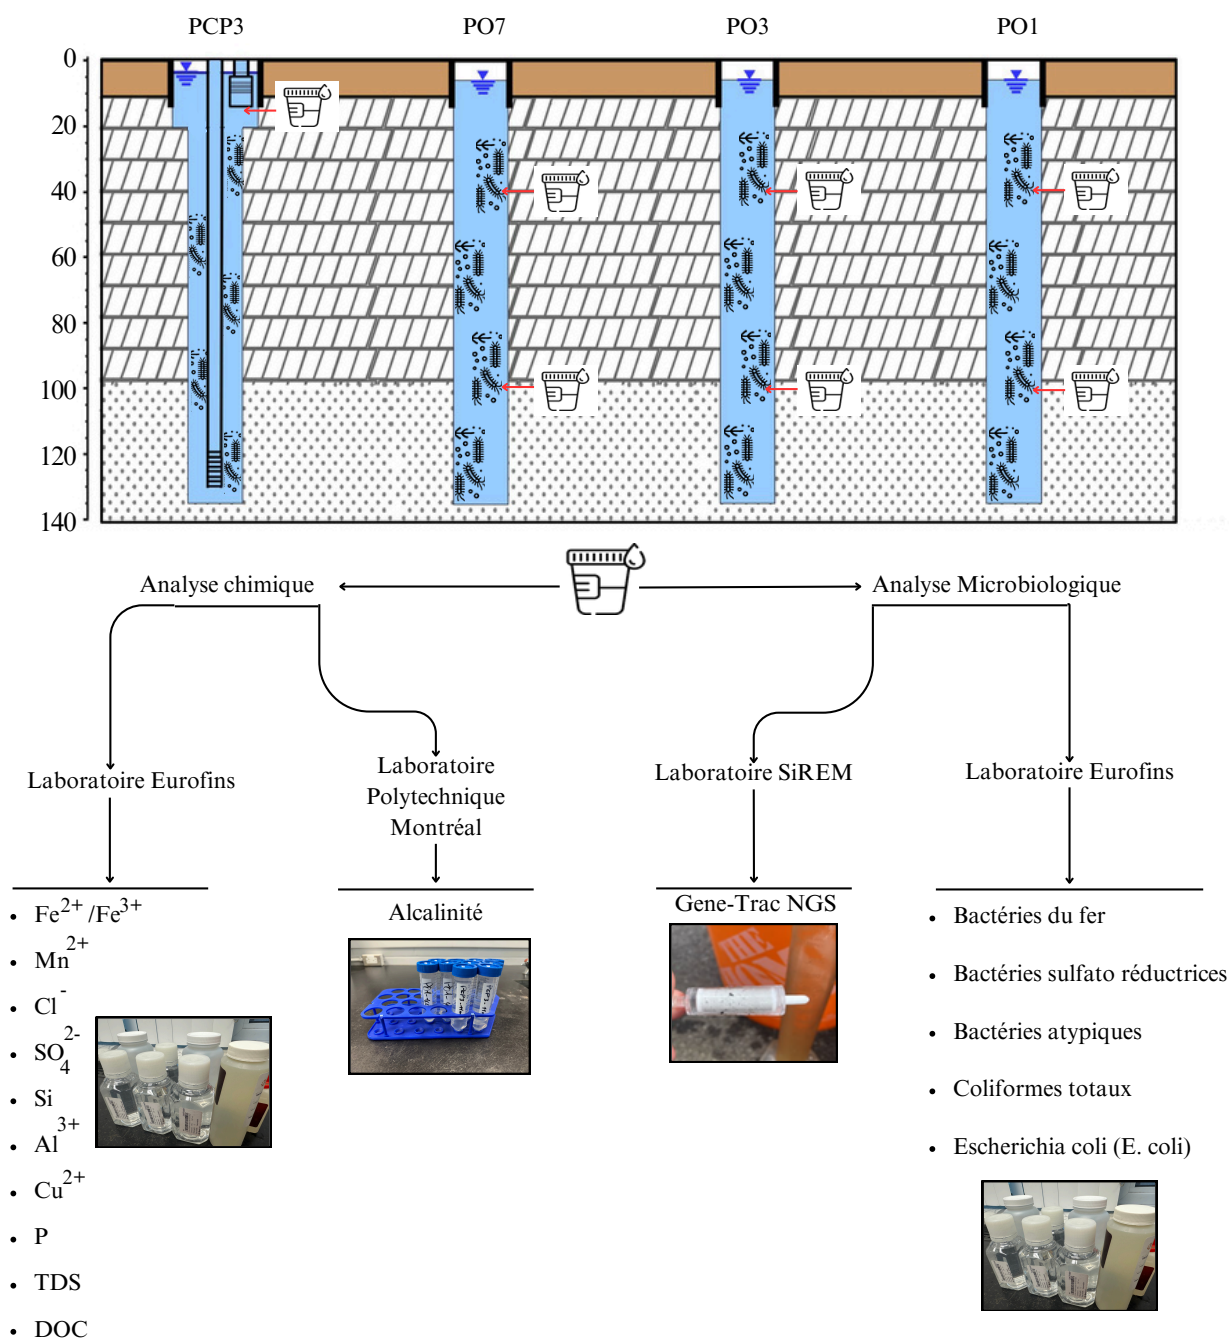 PCP3 PO7 PO3 PO1
0
20
40
60
80
100
120
140
Analyse chimique
Analyse Microbiologique
Laboratoire Eurofins
Laboratoire
Polytechnique
Montréal
Laboratoire SiREM
Laboratoire Eurofins
• Fe2+ /Fe3+
• Mn2+
• Cl-
• SO42-
• Si
• Al3+
• Cu2+
• P
• TDS
• DOC
Alcalinité
Gene-Trac NGS
THE
• Bactéries du fer
• Bactéries sulfato réductrices
• Bactéries atypiques
• Coliformes totaux
• Escherichia coli (E. coli)